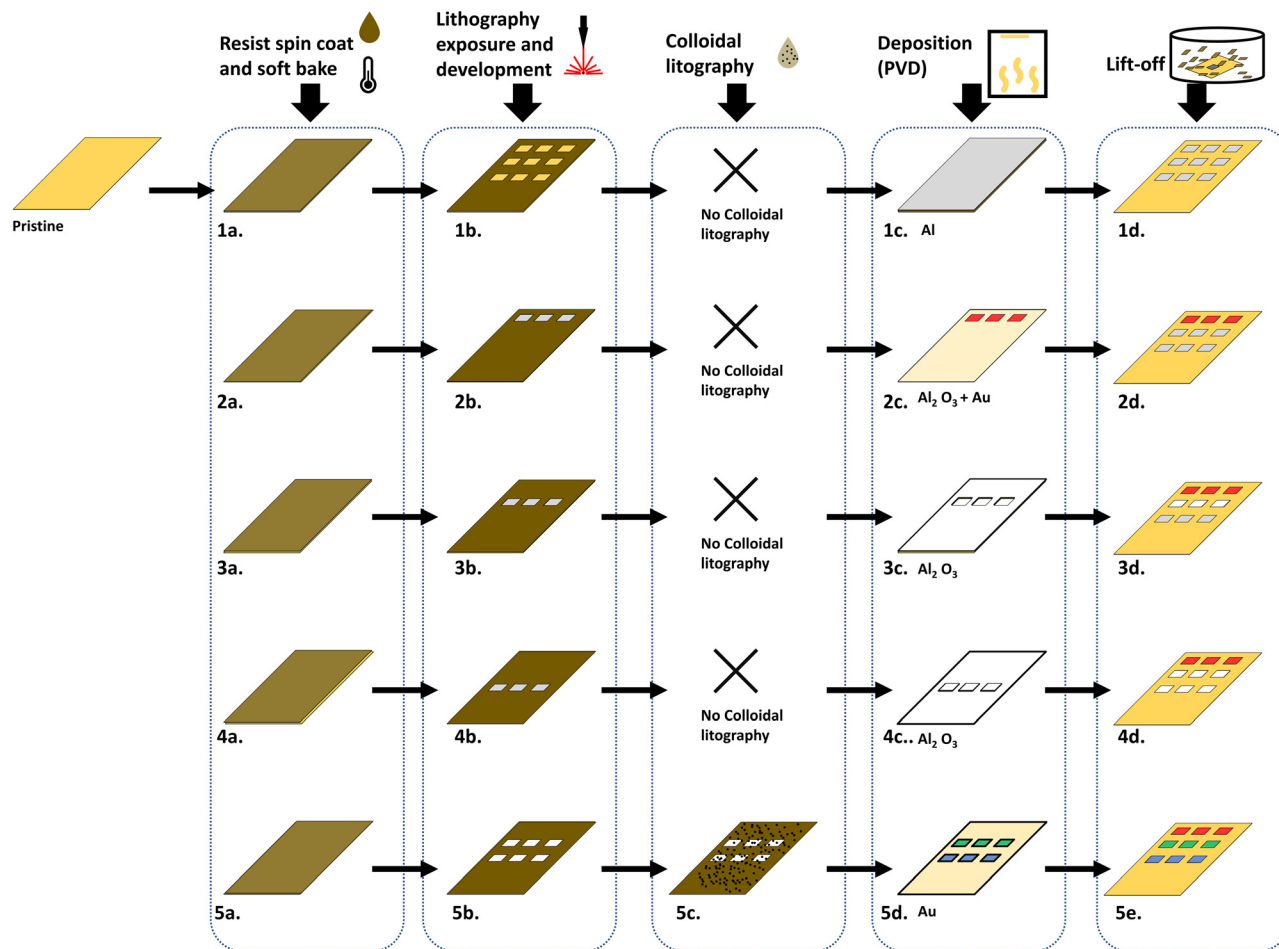 Resist spin coat
and soft bake
Lithography
exposure and
development
Colloidal
litography
Deposition
(PVD)
Lift-off
Pristine
1a.
1b.
No Colloidal
litography
1c. Al
1d.
2a.
2b.
No Colloidal
litography
2c. Al₂ O₃ + Au
2d.
3a.
3b.
No Colloidal
litography
3c. Al₂ O₃
3d.
4a.
4b.
No Colloidal
litography
4c.. Al₂ O₃
4d.
5a.
5b.
5c.
5d. Au
5e.